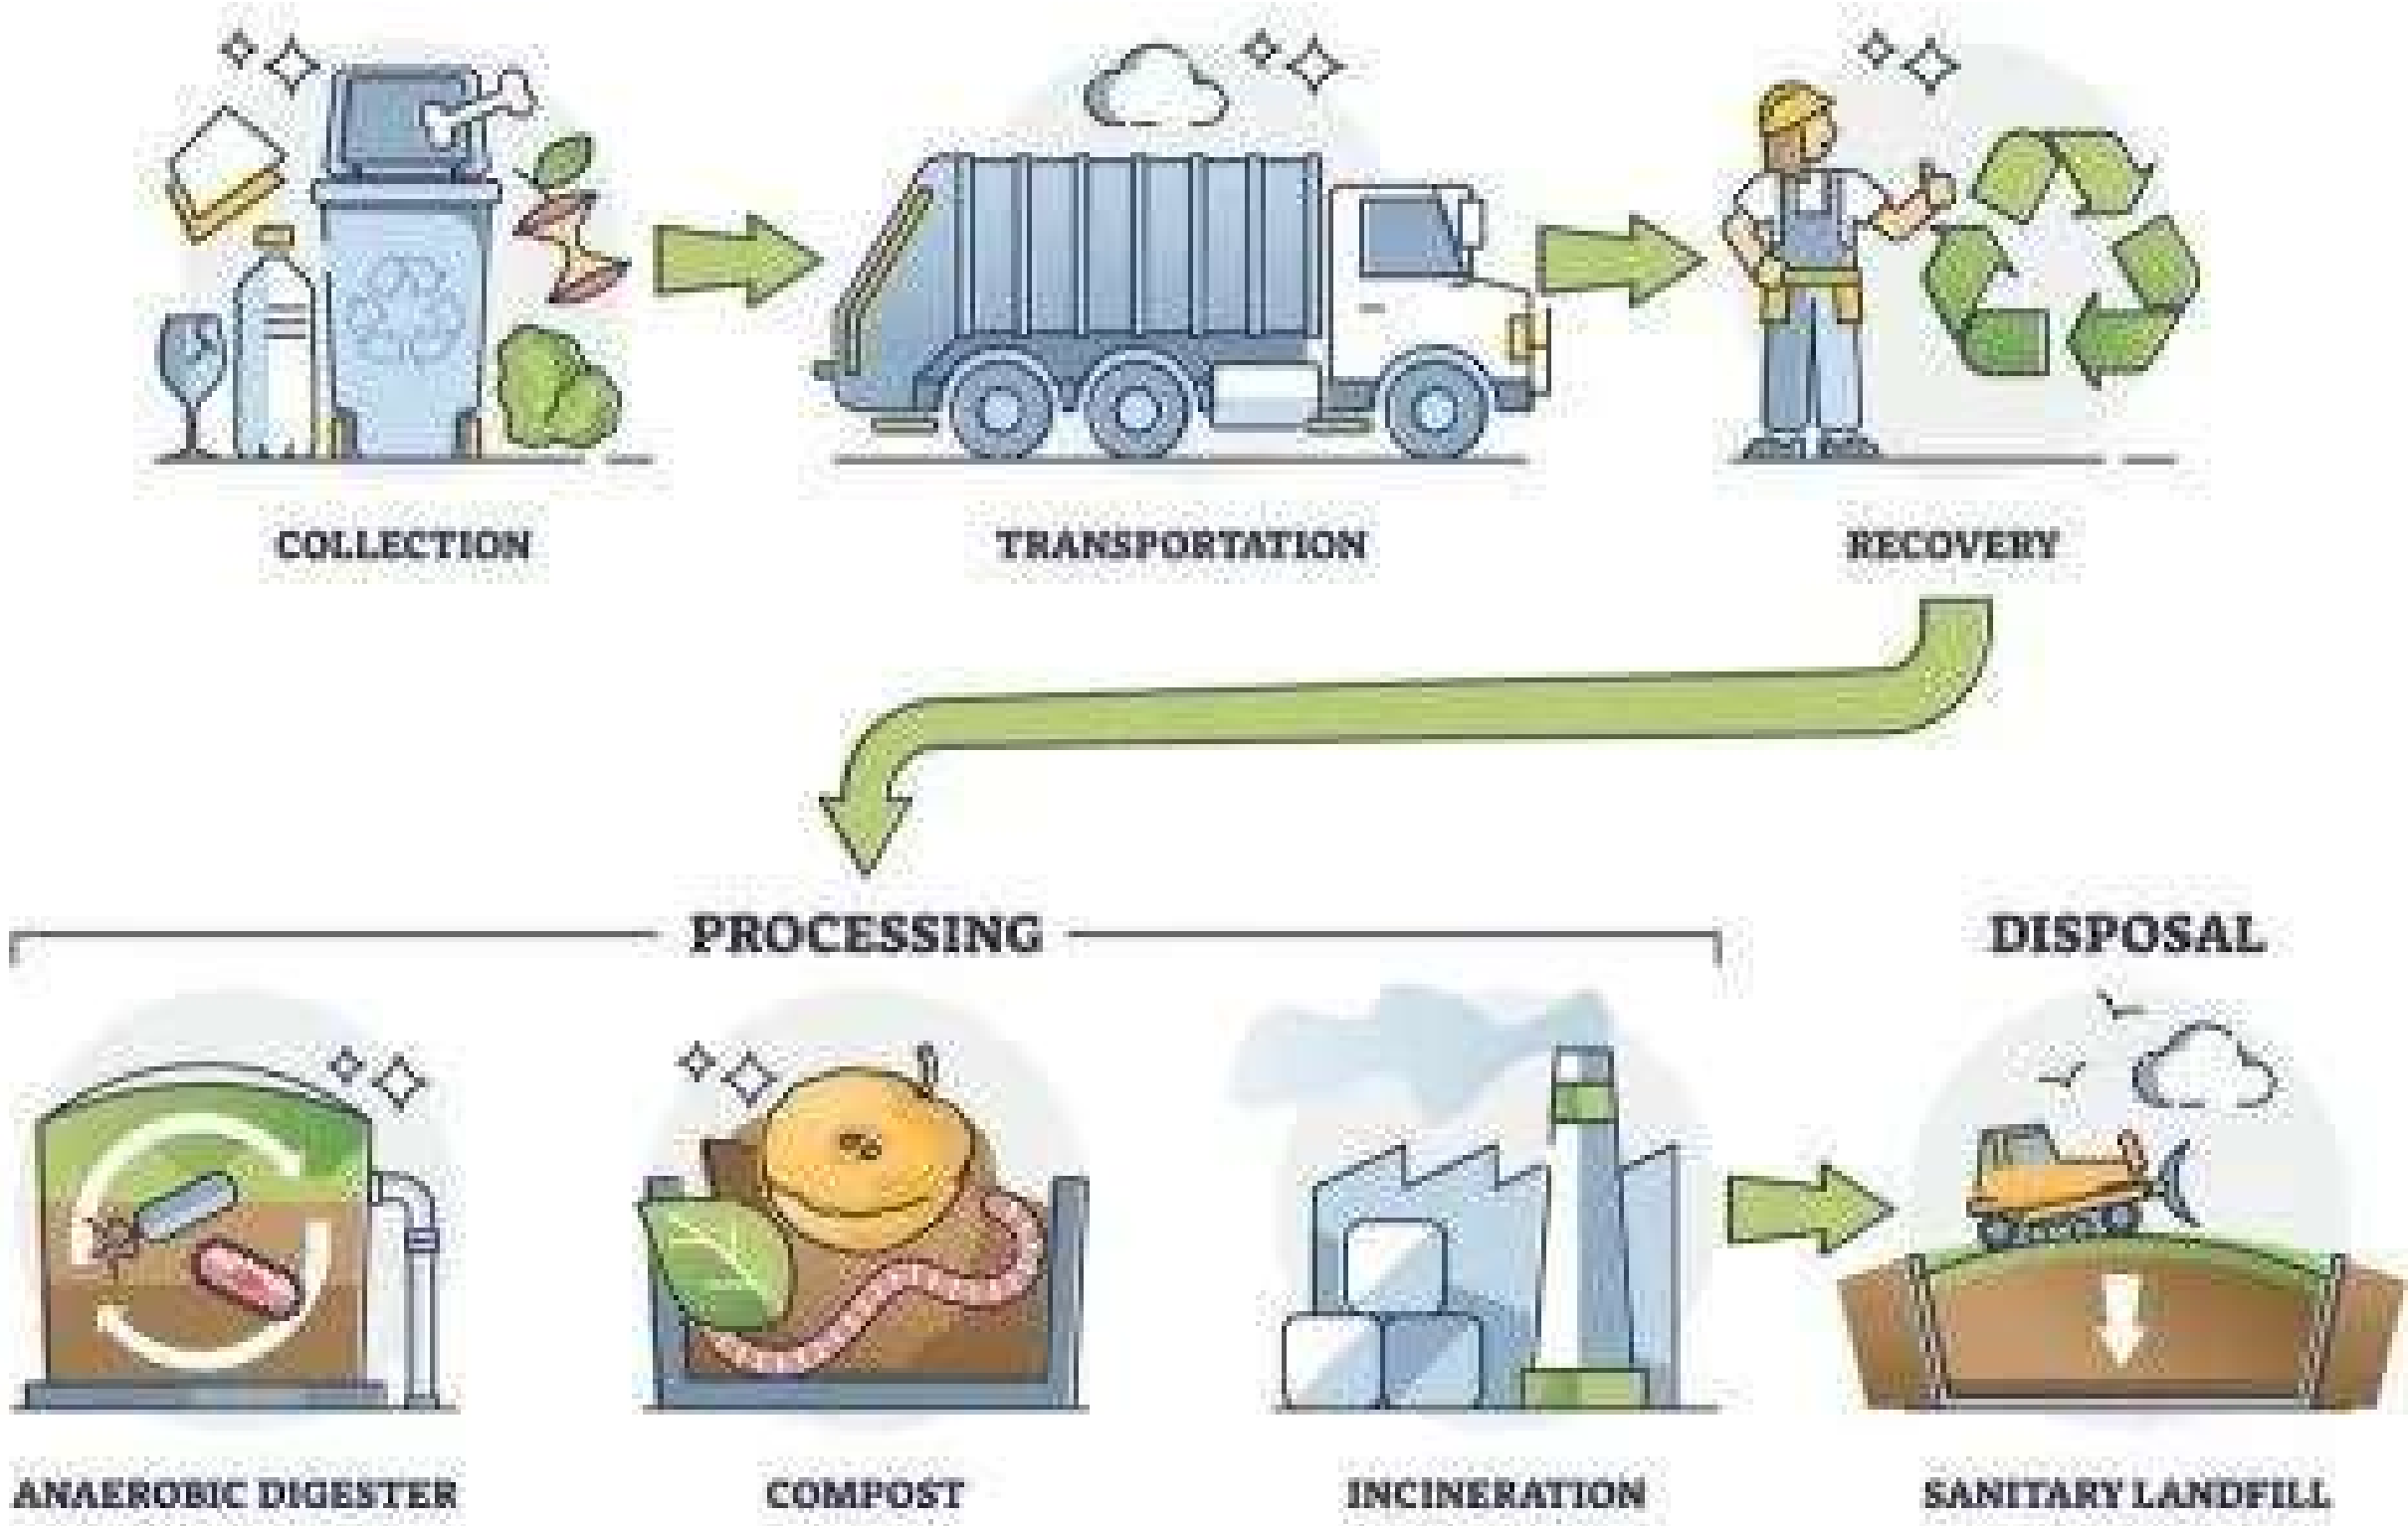 COLLECTION
TRANSPORTATION
RECOVERY
PROCESSING
DISPOSAL
ANAEROBIC DIGESTER
COMPOST
INCINERATION
SANITARY LANDFILL